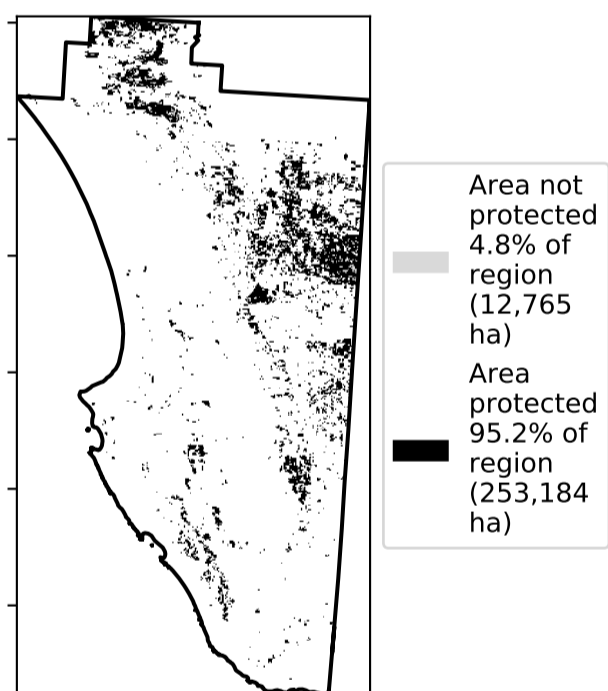 Area not
protected
4.8% of
region
(12,765
ha)
Area
protected
95.2% of
region
(253,184
ha)